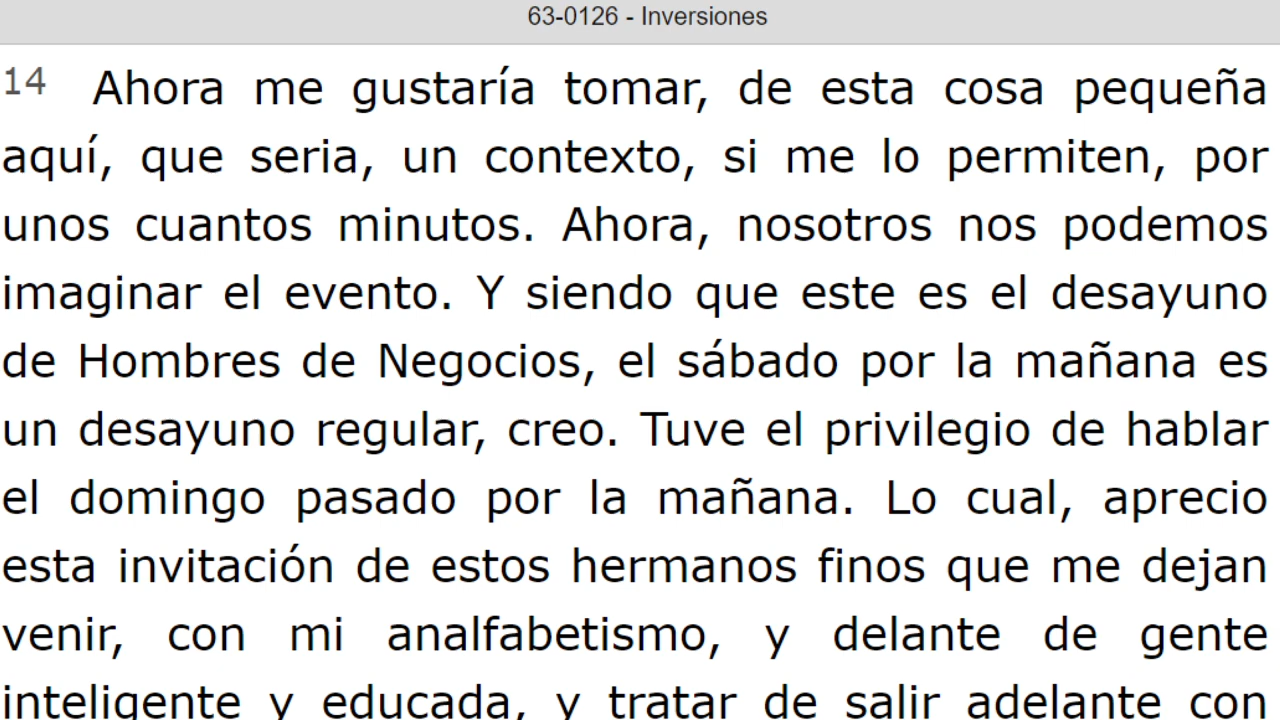 63-0126 - Inversiones
14 Ahora me gustaría tomar, de esta cosa pequeña
aquí, que seria, un contexto, si me lo permiten, por
unos cuantos minutos. Ahora, nosotros nos podemos
imaginar el evento. Y siendo que este es el desayuno
de Hombres de Negocios, el sábado por la mañana es
un desayuno regular, creo. Tuve el privilegio de hablar
el domingo pasado por la mañana. Lo cual, aprecio
esta invitación de estos hermanos finos que me dejan
venir, con mi analfabetismo, y delante de gente
inteligente y educada, y tratar de salir adelante con